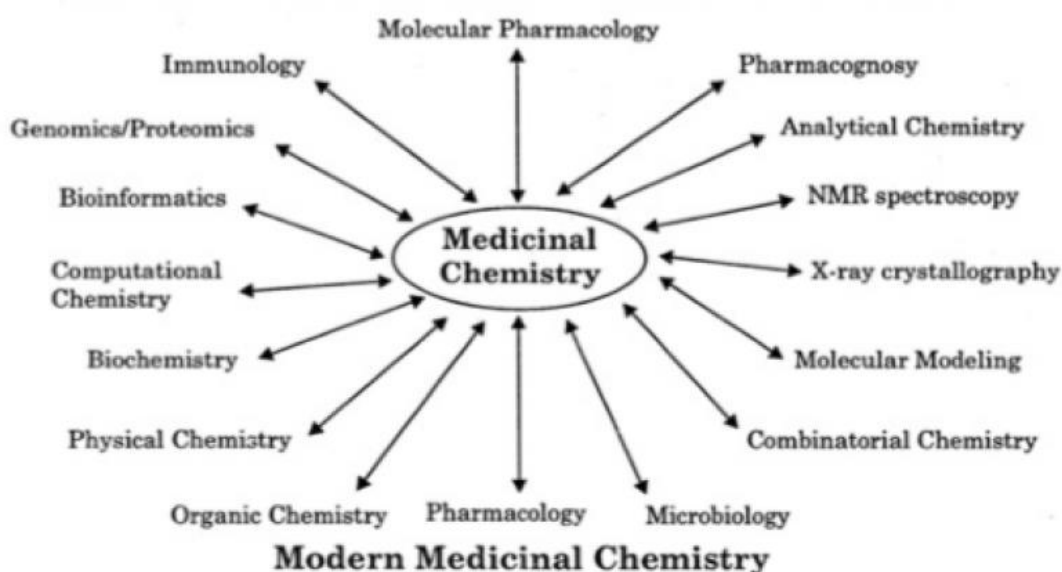 Molecular Pharmacology
Immunology
Pharmacognosy
Genomics/Proteomics
Analytical Chemistry
Bioinformatics
NMR spectroscopy
Medicinal
Chemistry
Computational
Chemistry
X-ray crystallography
Biochemistry
Molecular Modeling
Physical Chemistry
Combinatorial Chemistry
Organic Chemistry
Pharmacology
Microbiology
Modern Medicinal Chemistry